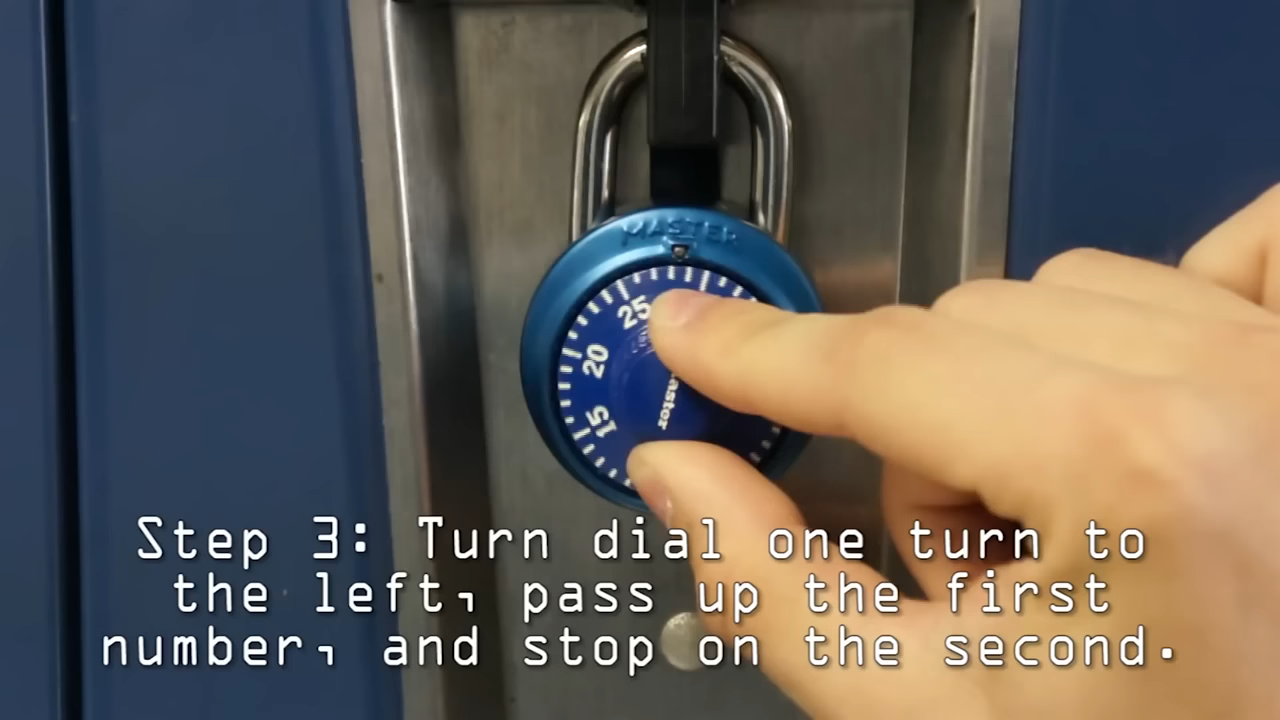 MASTER
25
20
15
Master
Step 3: Turn dial one turn to
the left, pass up the first
number, and stop on the second.